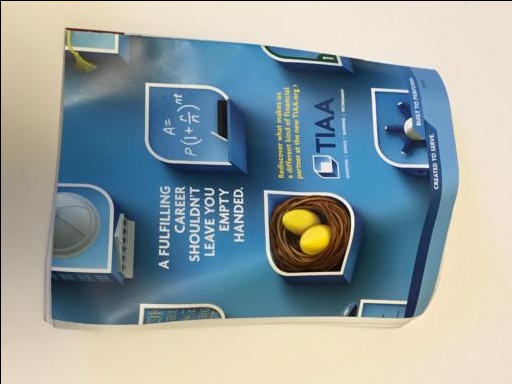 A =
P(1+r/n)^nt
A FULFILLING
CAREER
SHOULDN'T
LEAVE YOU
EMPTY
HANDED.
Rediscover what makes us
a different kind of financial
partner at the new TIAA.org
TIAA
CREATED TO SERVE.
BUILT TO PERFORM.